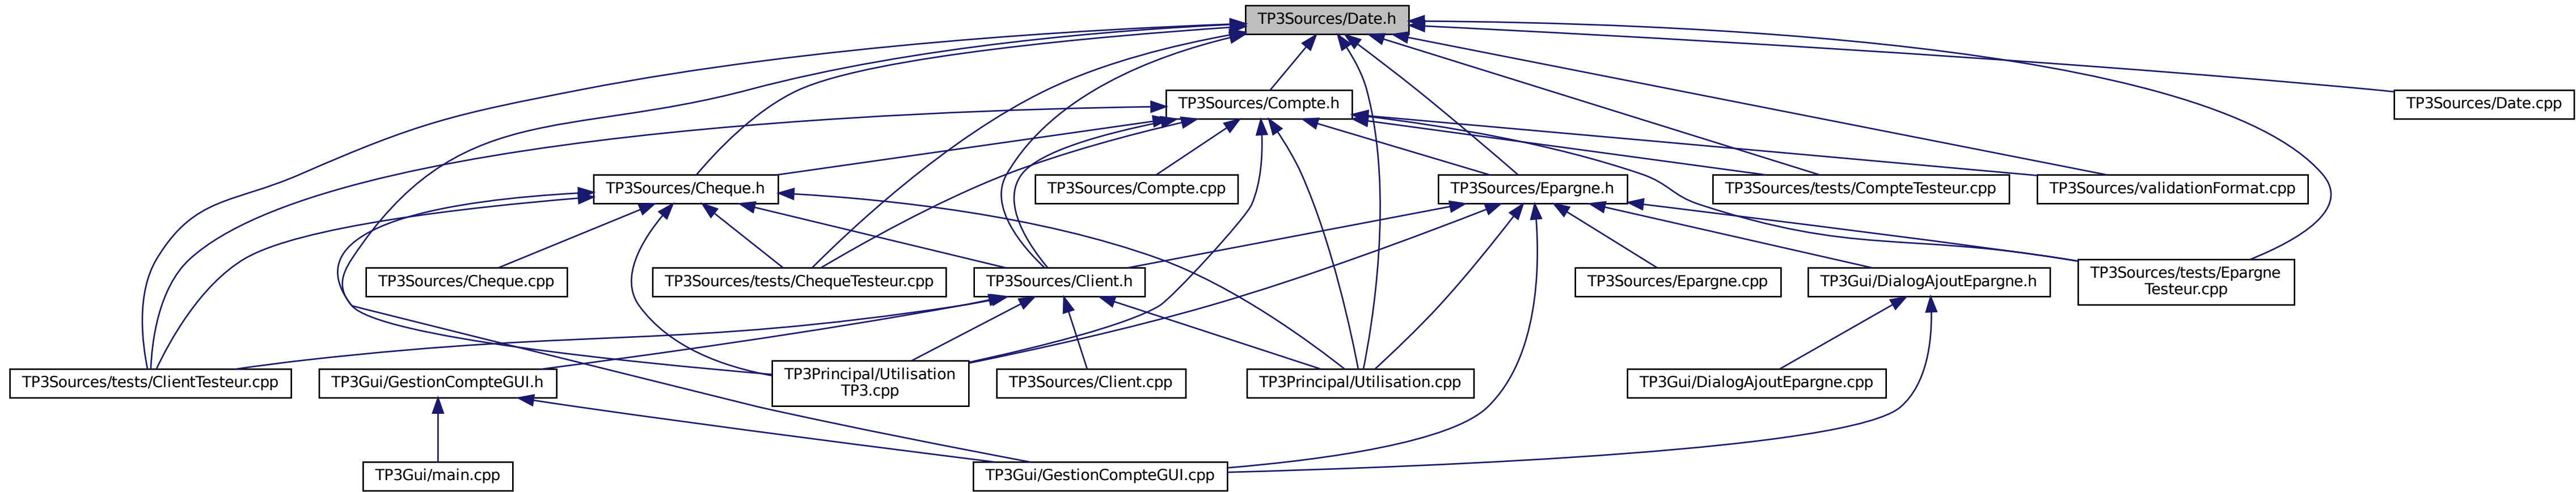 TP3Sources/Date.h
TP3Sources/Compte.h
TP3Sources/Date.cpp
TP3Sources/Cheque.h
TP3Sources/Compte.cpp
TP3Sources/Epargne.h
TP3Sources/tests/CompteTesteur.cpp
TP3Sources/validationFormat.cpp
TP3Sources/Cheque.cpp
TP3Sources/tests/ChequeTesteur.cpp
TP3Sources/Client.h
TP3Sources/Epargne.cpp
TP3Gui/DialogAjoutEpargne.h
TP3Sources/tests/Epargne
Testeur.cpp
TP3Sources/tests/ClientTesteur.cpp
TP3Gui/GestionCompteGUI.h
TP3Principal/Utilisation
TP3.cpp
TP3Sources/Client.cpp
TP3Principal/Utilisation.cpp
TP3Gui/DialogAjoutEpargne.cpp
TP3Gui/main.cpp
TP3Gui/GestionCompteGUI.cpp